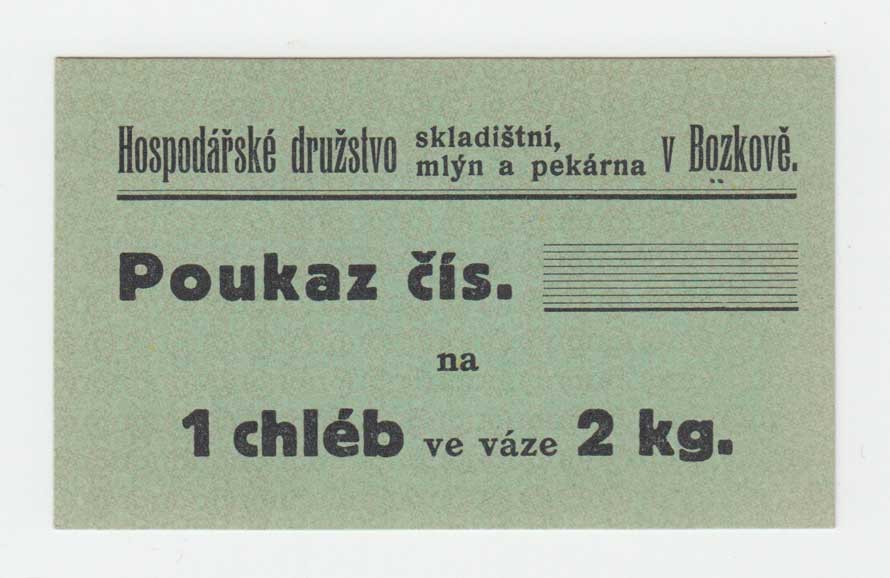 Hospodářské družstvo skladištní, mlýn a pekárna v Bozkově.
Poukaz čís.
na
1 chléb ve váze 2 kg.